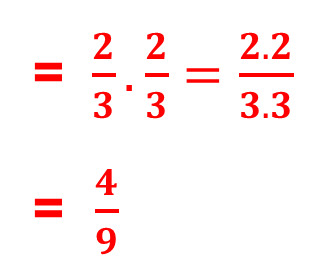 = 2/3 . 2/3 = 2.2/3.3
= 4/9